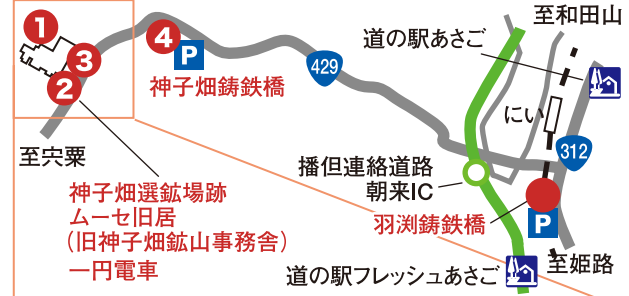 1
3
2
4
P
神子畑鋳鉄橋
429
至和田山
道の駅あさご
にい
312
至宍粟
播但連絡道路
朝来IC
神子畑選鉱場跡
ムーセ旧居
(旧神子畑鉱山事務舎)
一円電車
羽渕鋳鉄橋
P
至姫路
道の駅フレッシュあさご